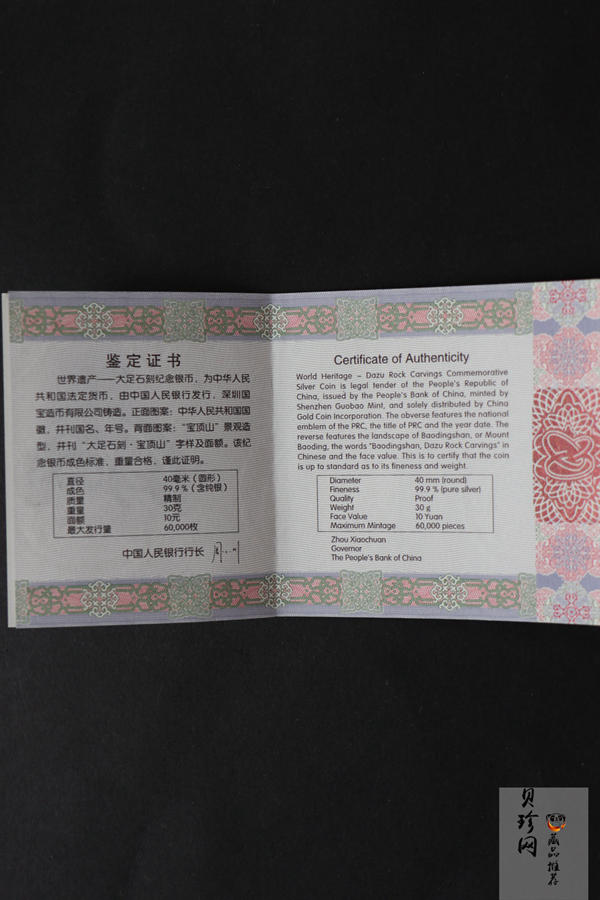 鉴定证书
世界遗产——大足石刻纪念银币，为中华人民
共和国法定货币，由中国人民银行发行，深圳国
宝造币有限公司铸造。正面图案：中华人民共和国国
徽，并刊国名、年号。背面图案：“宝顶山”景观造
型，并刊“大足石刻·宝顶山”字样及面额。该纪
念银币成色标准，重量合格，谨此证明。
直径 40毫米（圆形）
成色 99.9%（含纯银）
质量 精制
重量 30克
面额 10元
最大发行量 60,000枚
中国人民银行行长
Certificate of Authenticity
World Heritage – Dazu Rock Carvings Commemorative
Silver Coin is legal tender of the People's Republic of
China, issued by the People's Bank of China, minted by
Shenzhen Guobao Mint, and solely distributed by China
Gold Coin Incorporation. The obverse features the national
emblem of the PRC, the title of PRC and the year date. The
reverse features the landscape of Baodingshan, or Mount
Baoding, the words "Baodingshan, Dazu Rock Carvings" in
Chinese and the face value. This is to certify that the coin
is up to standard as to its fineness and weight.
Diameter 40 mm (round)
Fineness 99.9 % (pure silver)
Quality Proof
Weight 30 g
Face Value 10 Yuan
Maximum Mintage 60,000 pieces
Zhou Xiaochuan
Governor
The People's Bank of China
贝珍网
藏品推荐